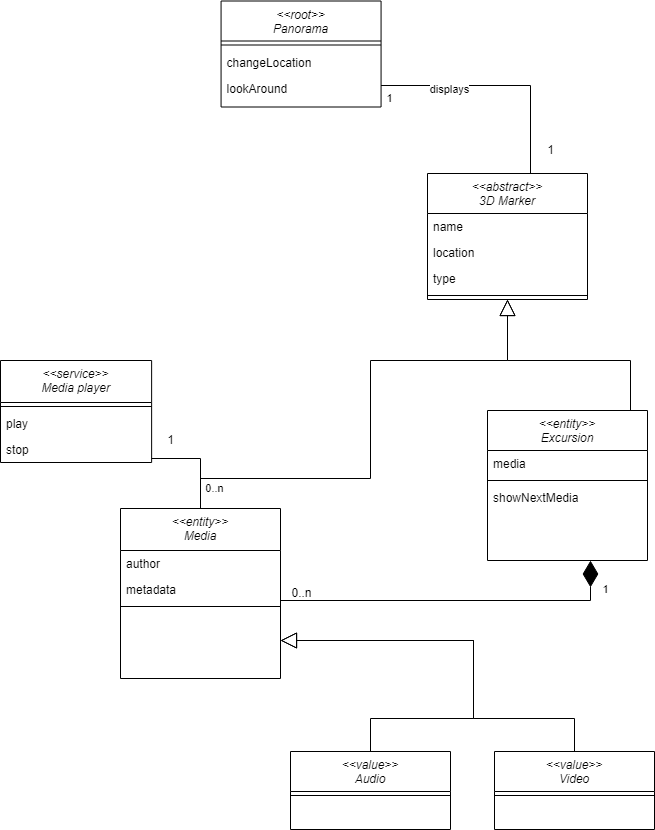 <<root>>
Panorama
changeLocation
lookAround
1
displays
1
<<abstract>>
3D Marker
name
location
type
<<service>>
Media player
play
stop
1
0..n
<<entity>>
Excursion
media
showNextMedia
<<entity>>
Media
author
metadata
0..n
1
<<value>>
Audio
<<value>>
Video